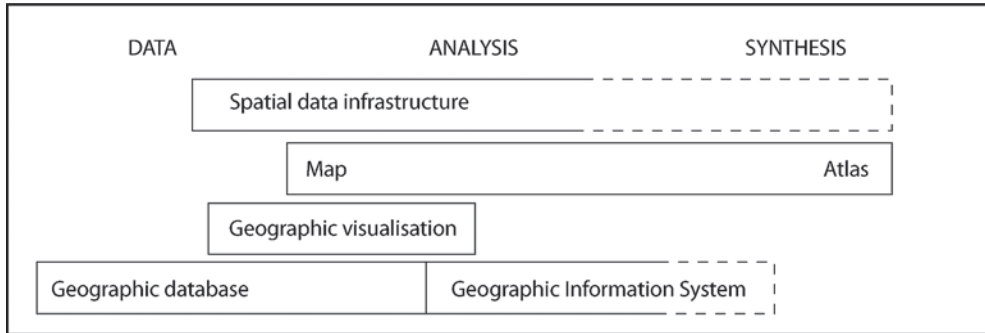 DATA ANALYSIS SYNTHESIS
Spatial data infrastructure
Map Atlas
Geographic visualisation
Geographic database Geographic Information System